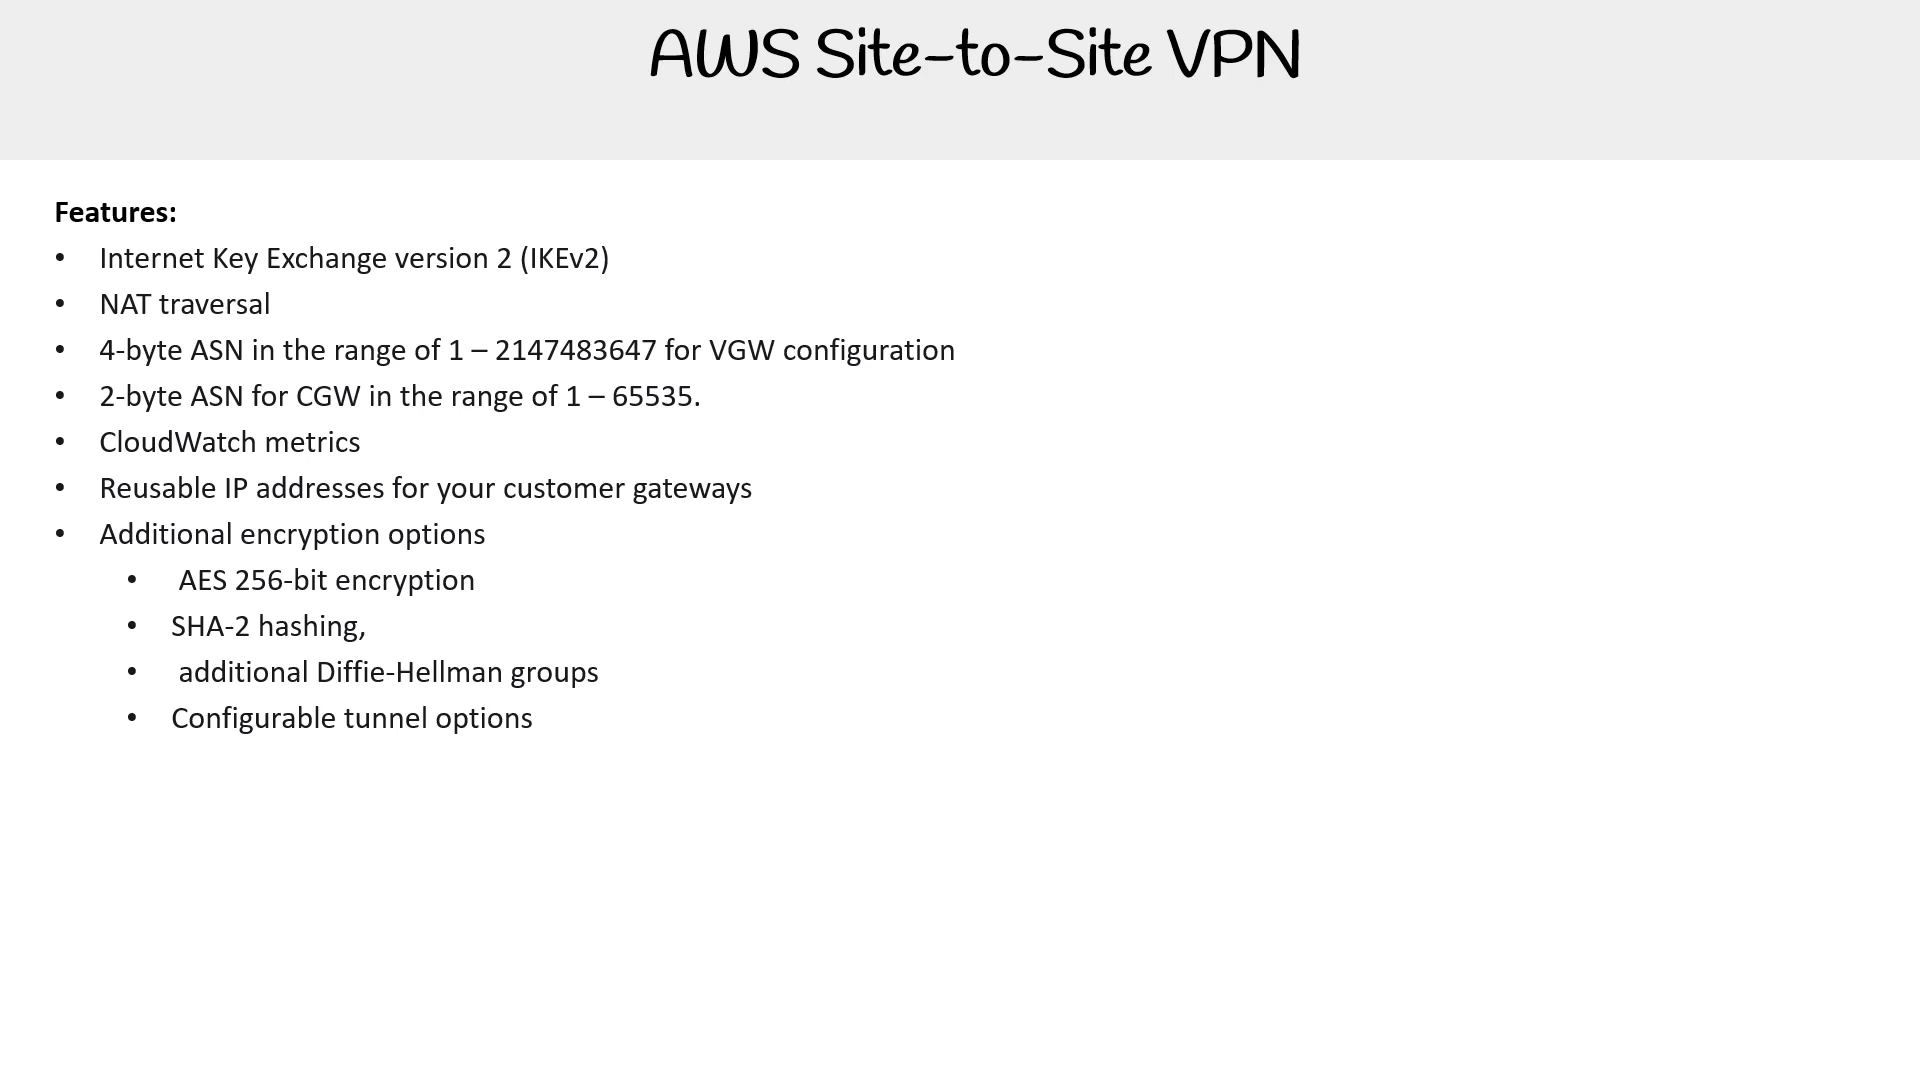 AWS Site-to-Site VPN
Features:
• Internet Key Exchange version 2 (IKEv2)
• NAT traversal
• 4-byte ASN in the range of 1 – 2147483647 for VGW configuration
• 2-byte ASN for CGW in the range of 1 – 65535.
• CloudWatch metrics
• Reusable IP addresses for your customer gateways
• Additional encryption options
• AES 256-bit encryption
• SHA-2 hashing,
• additional Diffie-Hellman groups
• Configurable tunnel options